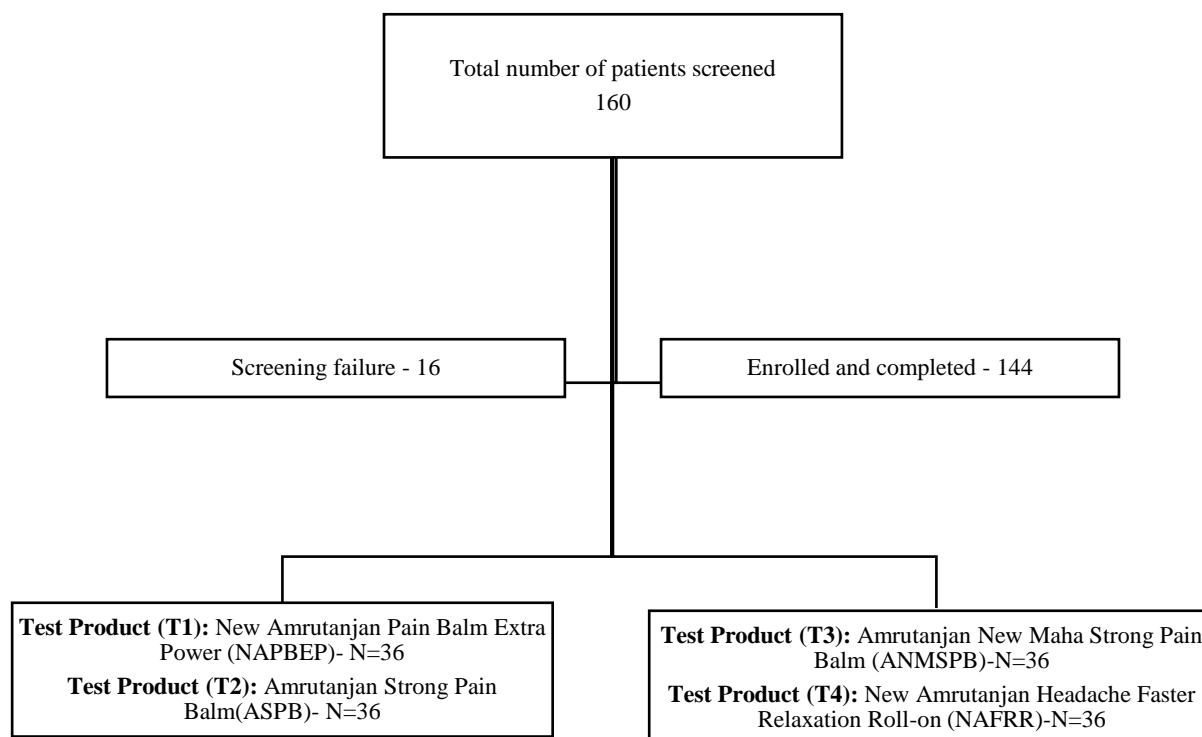 Total number of patients screened
160
Screening failure - 16
Enrolled and completed - 144
Test Product (T1): New Amrutanjan Pain Balm Extra
Power (NAPBEP)- N=36
Test Product (T2): Amrutanjan Strong Pain
Balm(ASPB)- N=36
Test Product (T3): Amrutanjan New Maha Strong Pain
Balm (ANMSPB)-N=36
Test Product (T4): New Amrutanjan Headache Faster
Relaxation Roll-on (NAFRR)-N=36